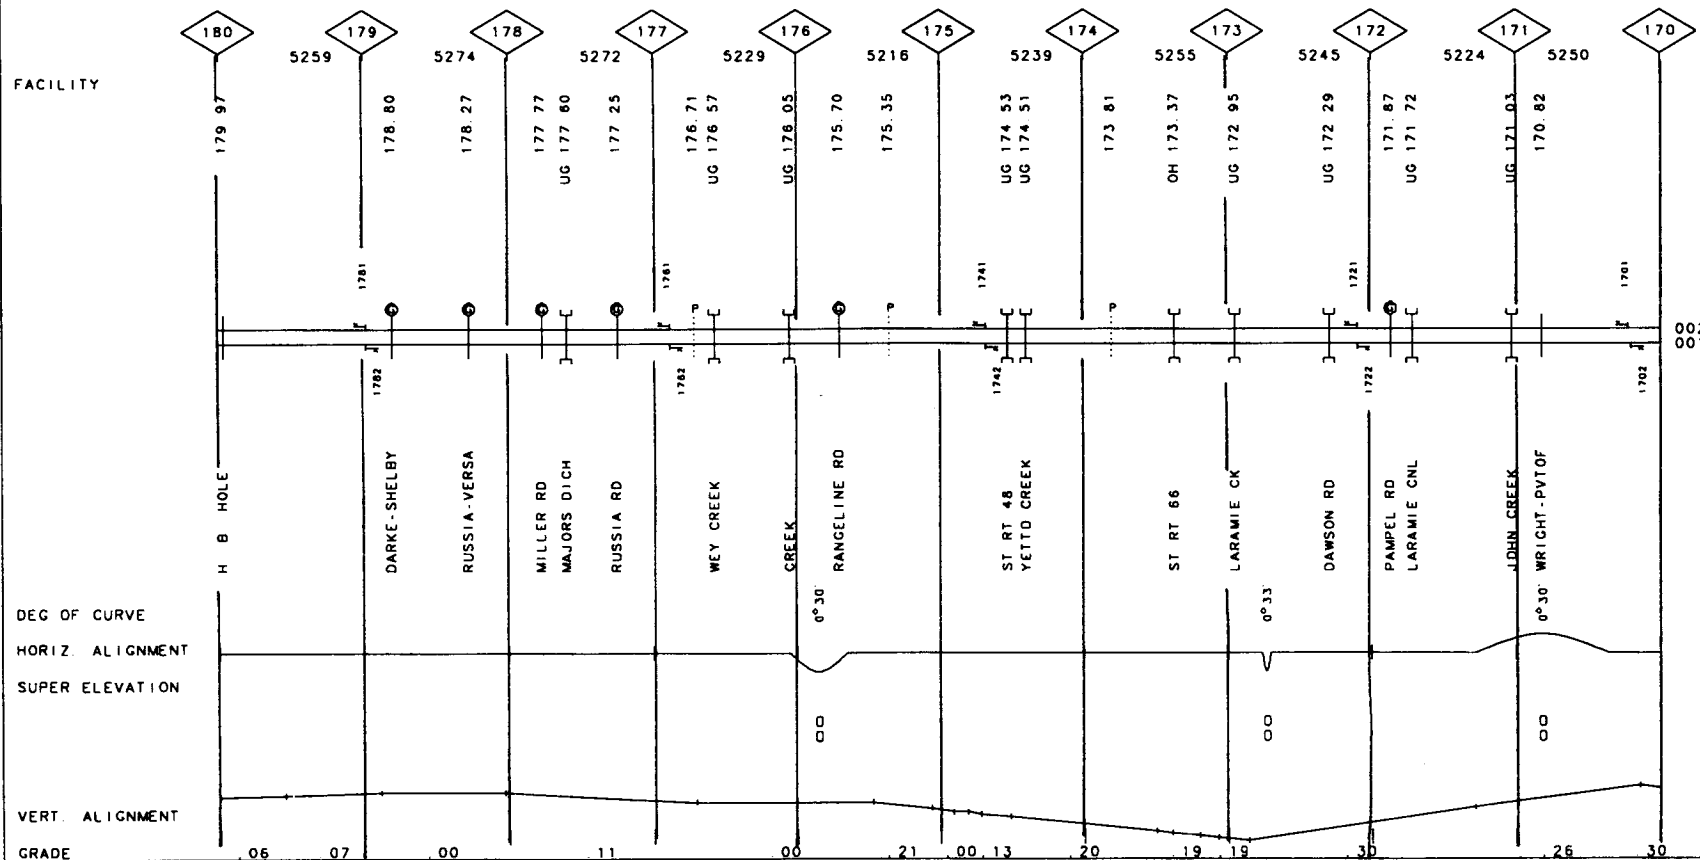 180 179 178 177 176 175 174 173 172 171 170
5259 5274 5272 5229 5216 5239 5255 5245 5224 5250
FACILITY
179 97
178.80
178.27
177 77
UG 177 60
177 25
176.71
UG 176 57
UG 176 05
175.70
175.35
UG 174 53
UG 174.51
173 81
OH 173.37
UG 172 95
UG 172 29
171.87
UG 171 72
UG 171 03
170.82
1781 1761 1741 1721 1701
P P P
1782 1762 1742 1722 1702
H B HOLE
DARKE-SHELBY
RUSSIA-VERSA
MILLER RD
MAJORS DICH
RUSSIA RD
WEY CREEK
CREEK
RANGELINE RD
ST RT 48
YETTO CREEK
ST RT 66
LARAMIE CK
DAWSON RD
PAMPEL RD
LARAMIE CNL
JOHN CREEK
WRIGHT-PVTOF
DEG OF CURVE 0°30' 0°33' 0°30'
HORIZ. ALIGNMENT
SUPER ELEVATION
0 0 0
0 0 0
VERT. ALIGNMENT
GRADE .06 07 .00 .11 .00 .21 .00 .13 .20 .19 .19 .30 .26 .30